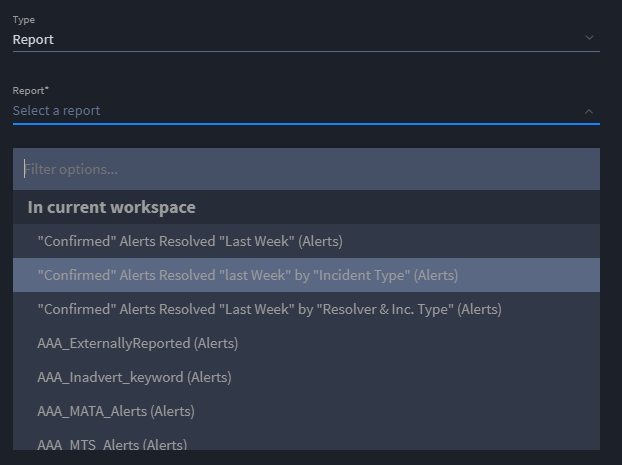 Type
Report
Report*
Select a report
Filter options...
In current workspace
"Confirmed" Alerts Resolved "Last Week" (Alerts)
"Confirmed" Alerts Resolved "last Week" by "Incident Type" (Alerts)
"Confirmed" Alerts Resolved "Last Week" by "Resolver & Inc. Type" (Alerts)
AAA_ExternallyReported (Alerts)
AAA_Inadvert_keyword (Alerts)
AAA_MATA_Alerts (Alerts)
AAA_MTS_Alerts (Alerts)